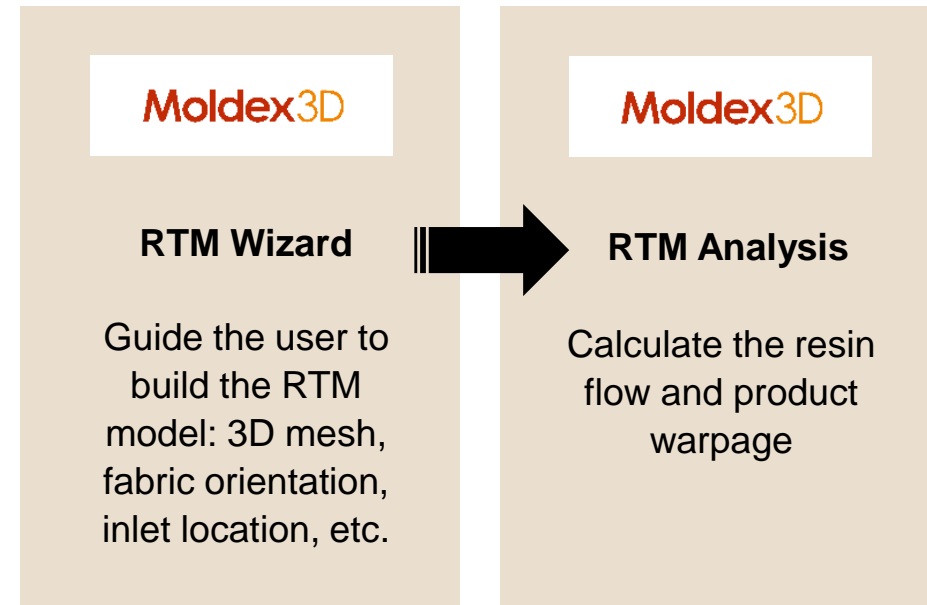 Moldex3D
RTM Wizard
Guide the user to
build the RTM
model: 3D mesh,
fabric orientation,
inlet location, etc.
Moldex3D
RTM Analysis
Calculate the resin
flow and product
warpage